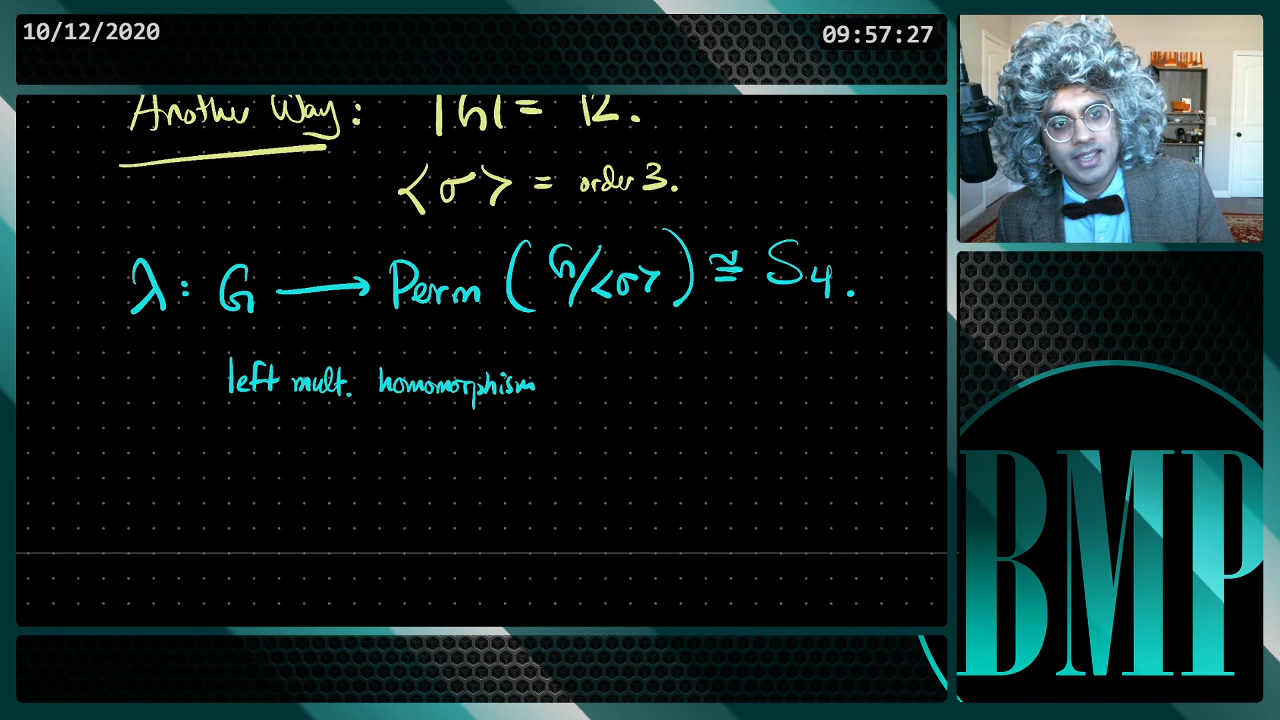 10/12/2020
09:57:27
Another Way: |G| = 12.
<σ> = order 3.
λ: G → Perm (G/<σ>) ≅ S₄.
left mult. homomorphism
BMP